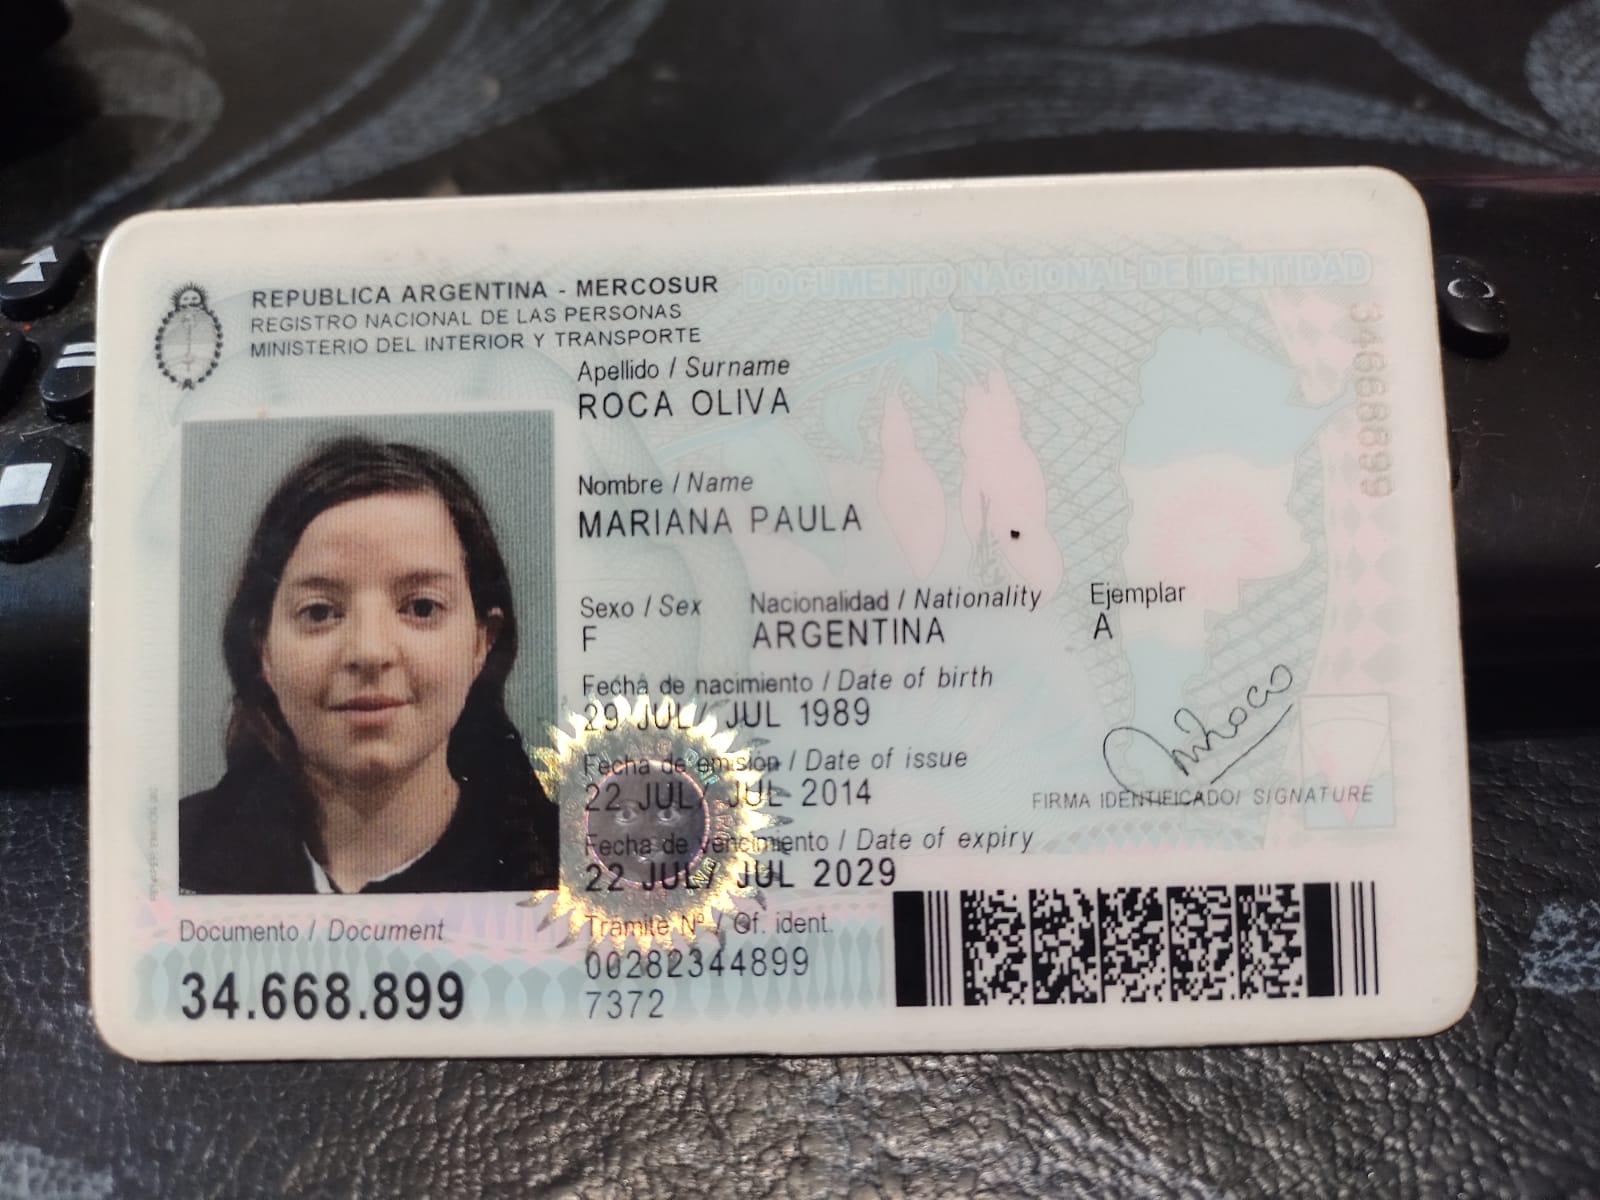 REPUBLICA ARGENTINA - MERCOSUR
REGISTRO NACIONAL DE LAS PERSONAS
MINISTERIO DEL INTERIOR Y TRANSPORTE
DOCUMENTO NACIONAL DE IDENTIDAD
Apellido / Surname
ROCA OLIVA
Nombre / Name
MARIANA PAULA
Sexo / Sex Nacionalidad / Nationality Ejemplar
F ARGENTINA A
Fecha de nacimiento / Date of birth
29 JUL/ JUL 1989
Fecha de emisión / Date of issue
22 JUL/ JUL 2014
FIRMA IDENTIFICADO/ SIGNATURE
Fecha de vencimiento / Date of expiry
22 JUL/ JUL 2029
Documento / Document
34.668.899
Tramite Nº / Of. ident.
00282344899
7372
34668899